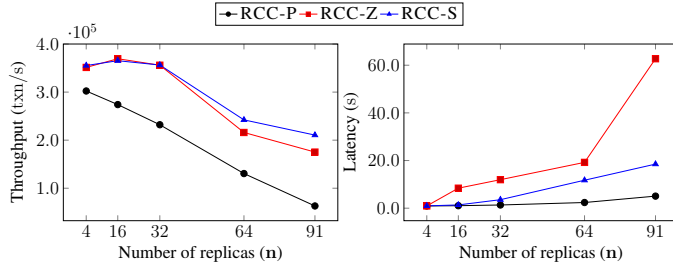 RCC-P RCC-Z RCC-S
·10⁵
4.0
3.0
2.0
1.0
Throughput (txn/s)
4 16 32 64 91
Number of replicas (n)
60.0
40.0
20.0
0.0
Latency (s)
4 16 32 64 91
Number of replicas (n)